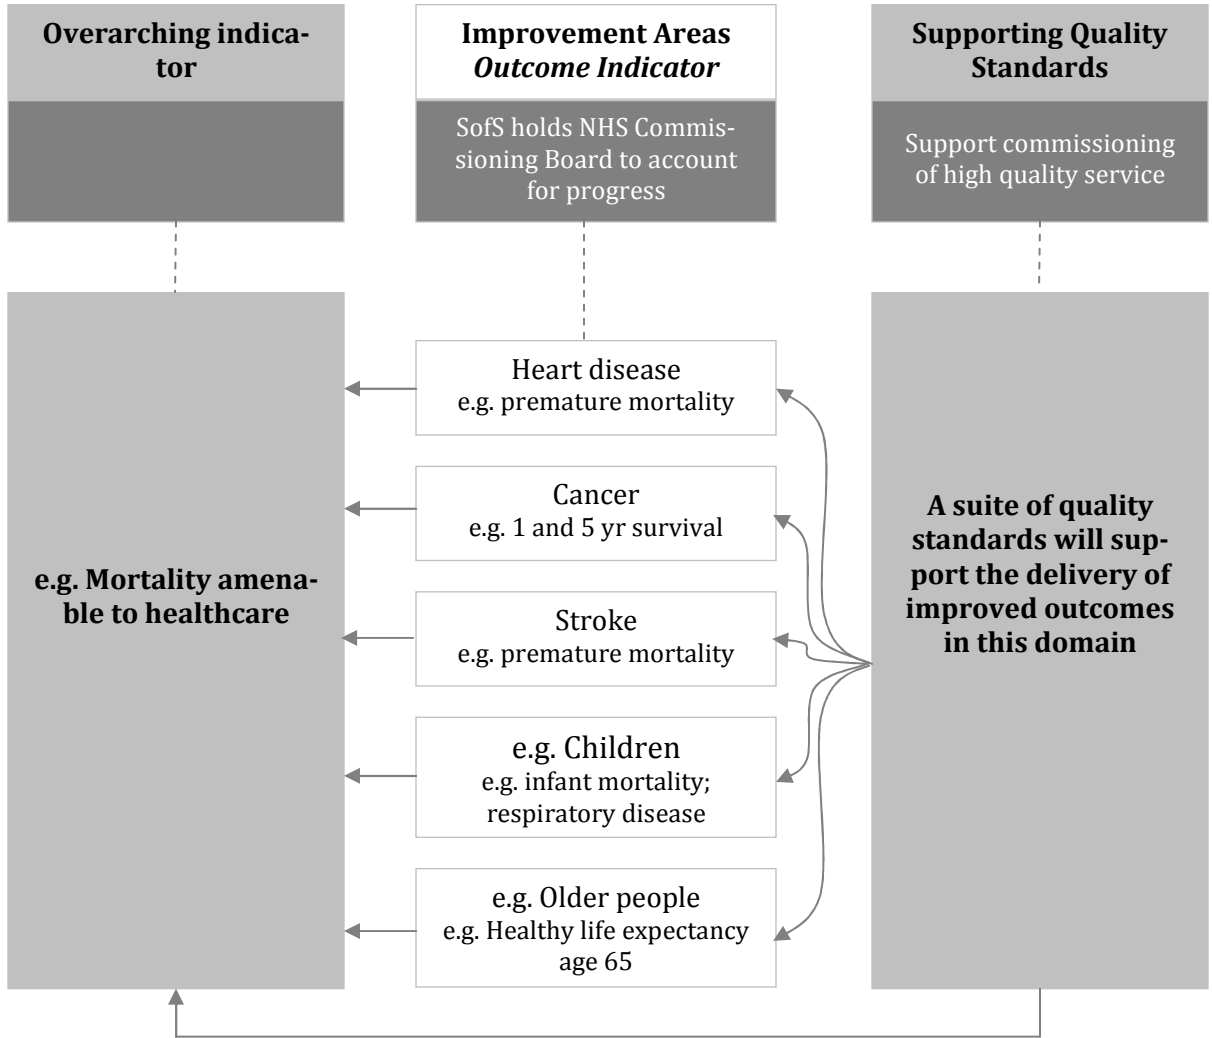 Overarching indica-
tor
Improvement Areas
Outcome Indicator
SofS holds NHS Commis-
sioning Board to account
for progress
Supporting Quality
Standards
Support commissioning
of high quality service
e.g. Mortality amena-
ble to healthcare
Heart disease
e.g. premature mortality
Cancer
e.g. 1 and 5 yr survival
Stroke
e.g. premature mortality
e.g. Children
e.g. infant mortality;
respiratory disease
e.g. Older people
e.g. Healthy life expectancy
age 65
A suite of quality
standards will sup-
port the delivery of
improved outcomes
in this domain